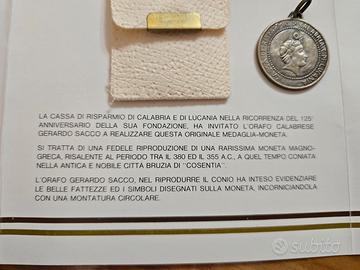 LA CASSA DI RISPARMIO DI CALABRIA E DI LUCANIA NELLA RICORRENZA DEL 125°
ANNIVERSARIO DELLA SUA FONDAZIONE, HA INVITATO L'ORAFO CALABRESE
GERARDO SACCO A REALIZZARE QUESTA ORIGINALE MEDAGLIA-MONETA.
SI TRATTA DI UNA FEDELE RIPRODUZIONE DI UNA RARISSIMA MONETA MAGNO-
GRECA, RISALENTE AL PERIODO TRA IL 380 ED IL 355 A.C., A QUEL TEMPO CONIATA
NELLA ANTICA E NOBILE CITTÀ BRUZIA DI "COSENTIA".
L'ORAFO GERARDO SACCO, NEL RIPRODURRE IL CONIO HA INTESO EVIDENZIARE
LE BELLE FATTEZZE ED I SIMBOLI DISEGNATI SULLA MONETA, INCORNICIANDOLA
CON UNA MONTATURA CIRCOLARE.
subito